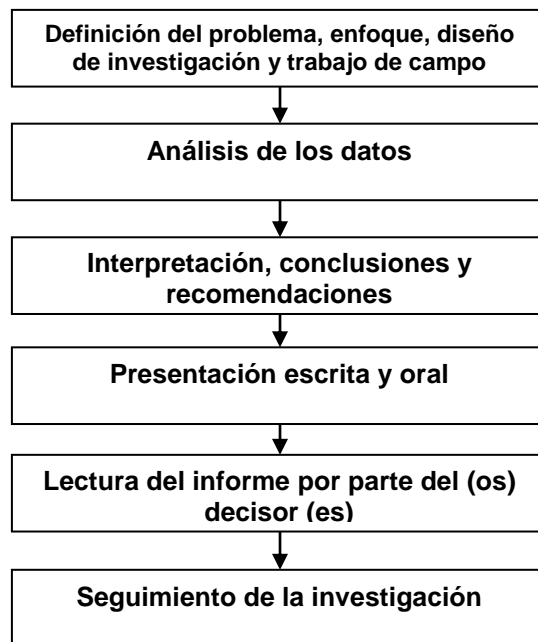 Definición del problema, enfoque, diseño
de investigación y trabajo de campo
Análisis de los datos
Interpretación, conclusiones y
recomendaciones
Presentación escrita y oral
Lectura del informe por parte del (os)
decisor (es)
Seguimiento de la investigación